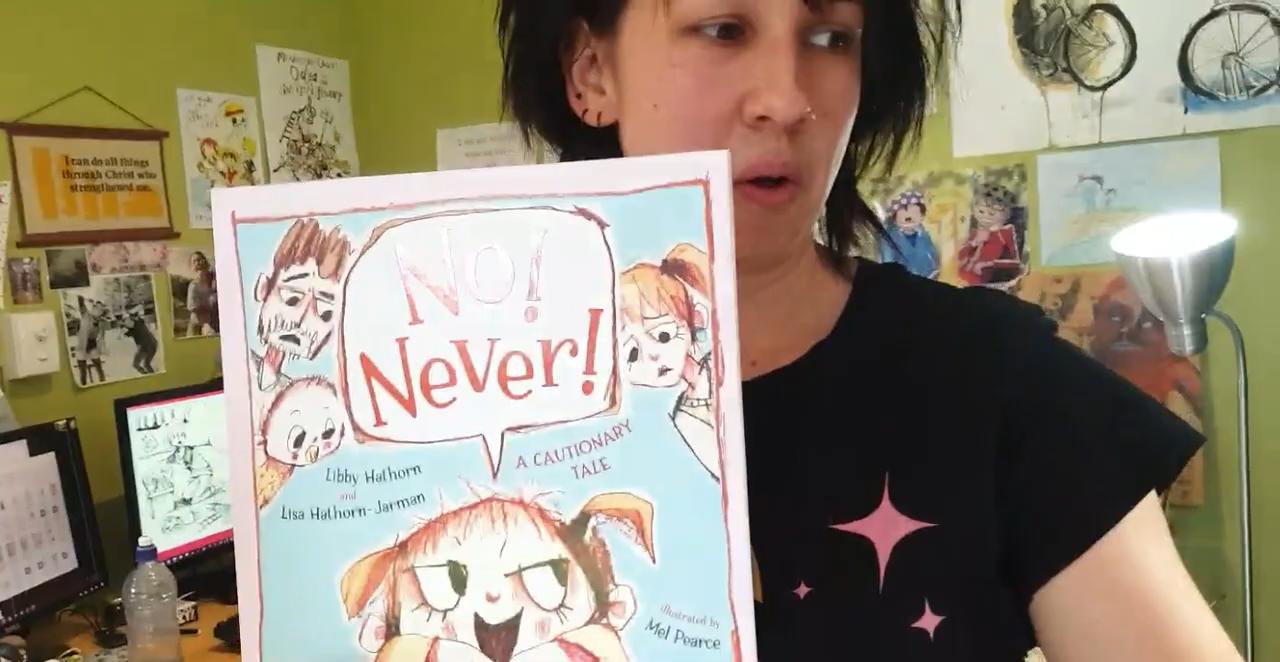 I can do all things
through Christ who
strengthened me.
No!
Never!
A CAUTIONARY
TALE
Libby Hathorn
and
Lisa Hathorn-Jarman
illustrated by
Mel Pearce